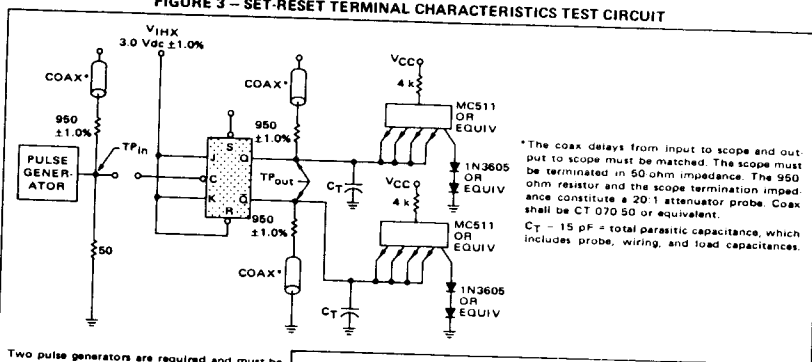 FIGURE 3 – SET-RESET TERMINAL CHARACTERISTICS TEST CIRCUIT
VIHX
3.0 Vdc ±1.0%
COAX*
950
±1.0%
TPin
PULSE
GENER-
ATOR
50
S
J
Q
C
K
Q̅
R
COAX*
950
±1.0%
TPout
950
±1.0%
COAX*
VCC
4 k
MC511
OR
EQUIV
1N3605
OR
EQUIV
CT
VCC
4 k
MC511
OR
EQUIV
1N3605
OR
EQUIV
CT
*The coax delays from input to scope and out-
put to scope must be matched. The scope must
be terminated in 50-ohm impedance. The 950
ohm resistor and the scope termination imped-
ance constitute a 20:1 attenuator probe. Coax
shall be CT 070 50 or equivalent.
CT – 15 pF = total parasitic capacitance, which
includes probe, wiring, and load capacitances.
Two pulse generators are required and must be